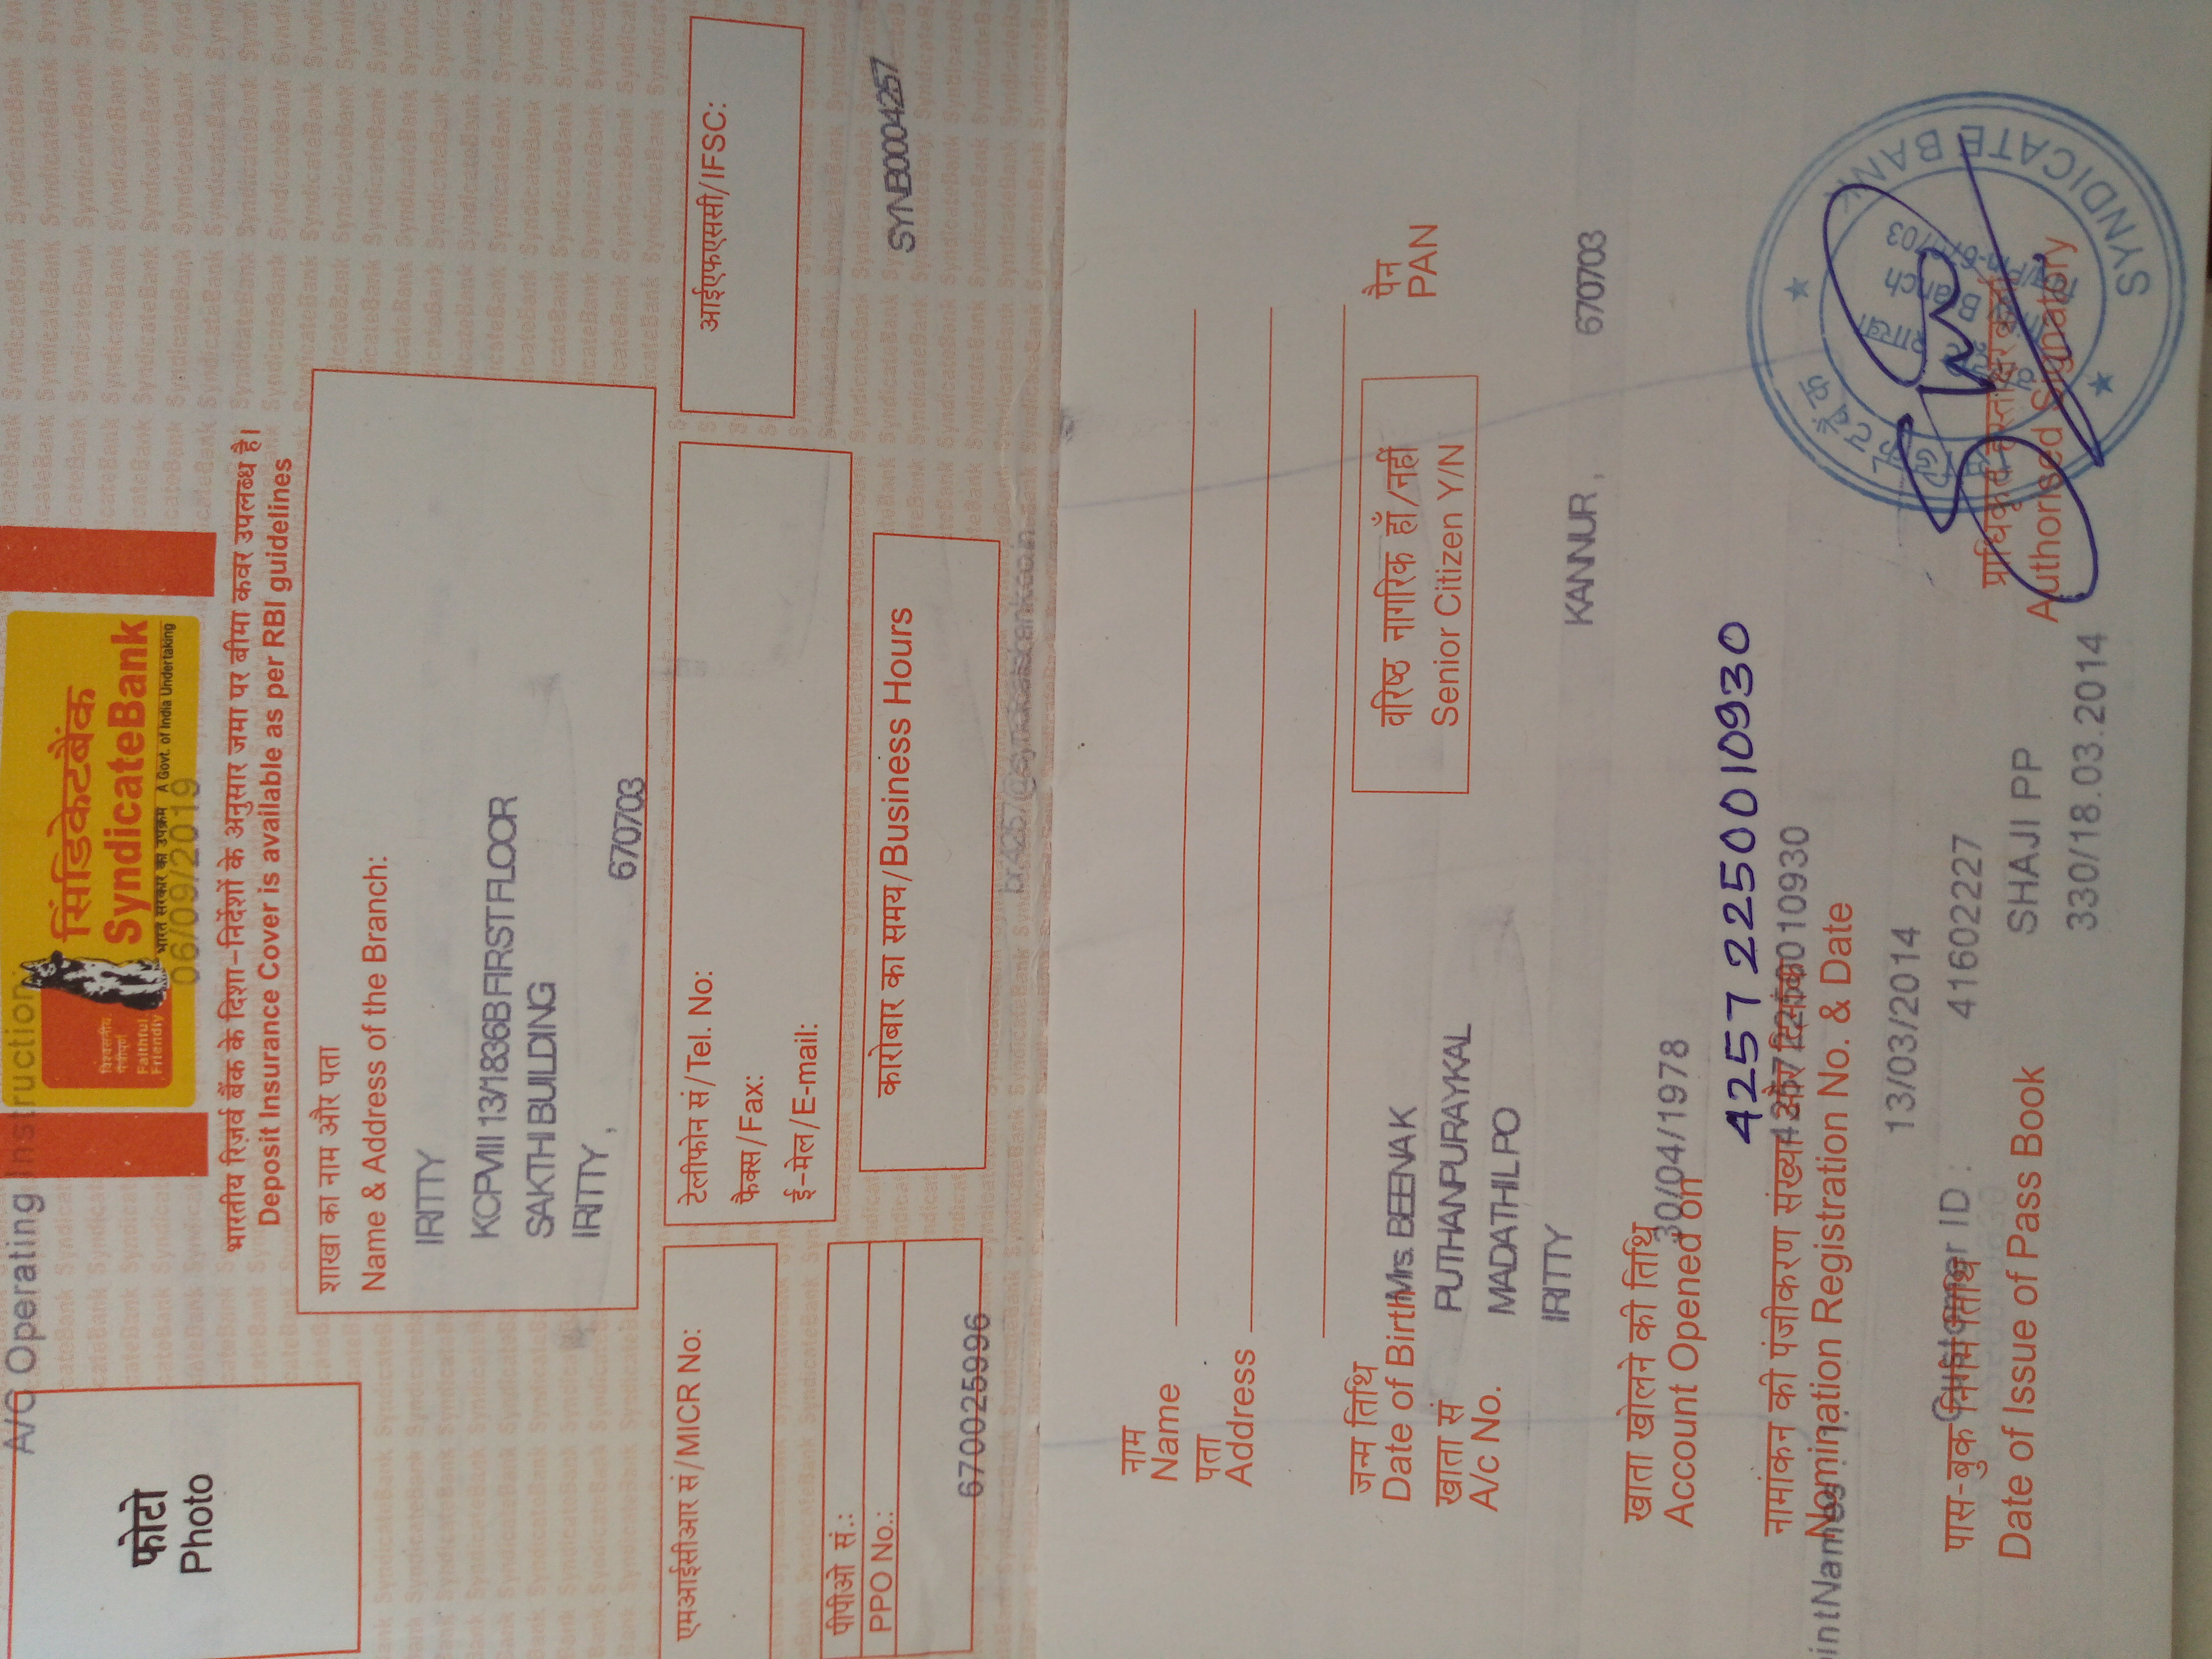 A/C Operating Instruction
फोटो
Photo
सिंडिकेटबैंक
SyndicateBank
भारत सरकार का उपक्रम A Govt. of India Undertaking
विश्वसनीय
मैत्रीपूर्ण
Faithful
Friendly
06/09/2019
भारतीय रिज़र्व बैंक के दिशा-निर्देशों के अनुसार जमा पर बीमा कवर उपलब्ध है।
Deposit Insurance Cover is available as per RBI guidelines
शाखा का नाम और पता
Name & Address of the Branch:
IRITTY
KCPVIII 13/1836B FIRST FLOOR
SAKTHI BUILDING
IRITTY ,
670703
एमआईसीआर सं/MICR No:
टेलीफोन सं/Tel. No:
फैक्स/Fax:
ई-मेल/E-mail:
आईएफएससी/IFSC:
पीपीओ सं.:
PPO No.:
कारोबार का समय/Business Hours
SYNB0004257
6700025996
br.4257@syndicatebank.co.in
नाम
Name
पता
Address
जन्म तिथि
Date of Birth
Mrs. BEENA K
वरिष्ठ नागरिक हाँ/नहीं
Senior Citizen Y/N
पैन
PAN
खाता सं
A/c No.
PUTHANPURAYKAL
MADATHIL PO
IRITTY
KANNUR ,
670703
खाता खोलने की तिथि
Account Opened on
30/04/1978
4257 22500 10930
नामांकन की पंजीकरण संख्या और दिनांक
42572250010930
Nomination Registration No. & Date
13/03/2014
पास-बुक निर्गम तिथि
Customer ID :
41602227
Date of Issue of Pass Book
SHAJI PP
330/18.03.2014
प्राधिकृत हस्ताक्षरकर्ता
Authorised Signatory
SYNDICATE BANK
शाखा
Branch